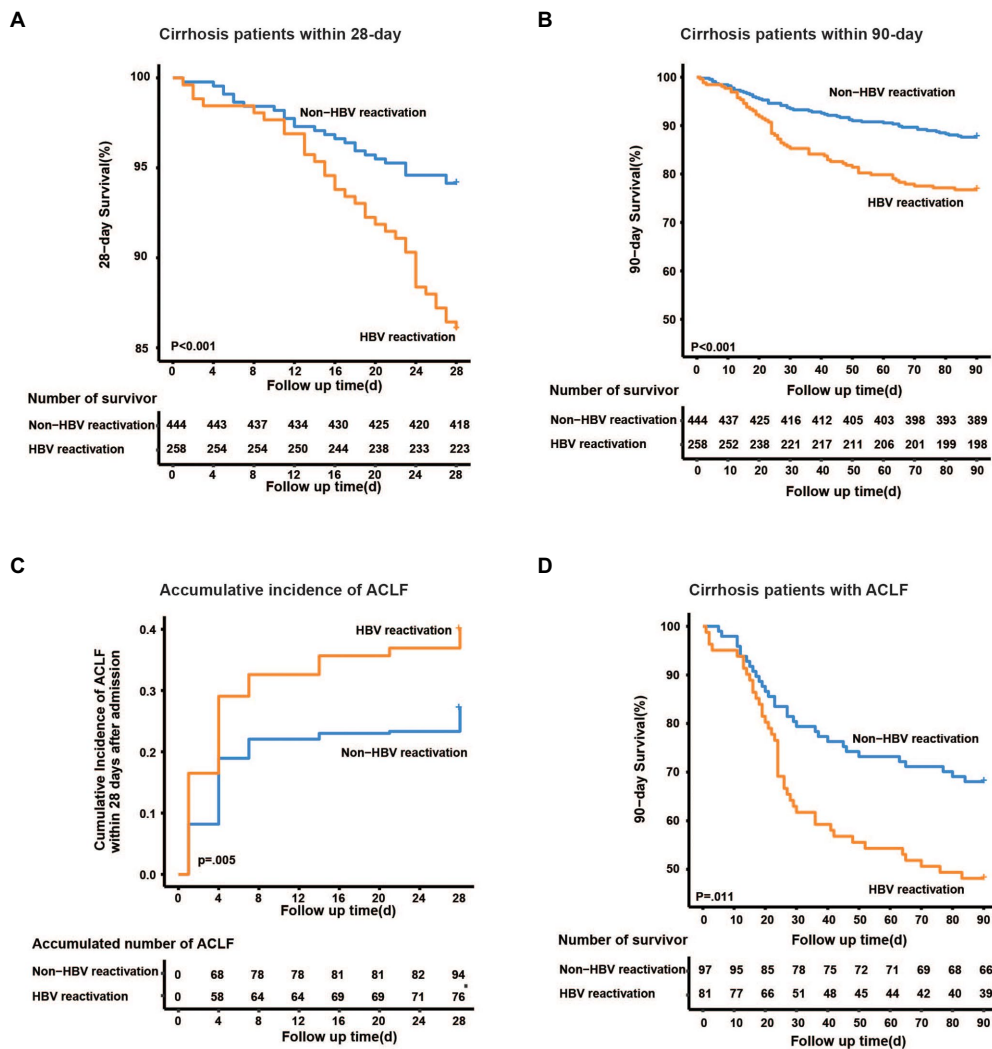 A
Cirrhosis patients within 28-day
100
95
90
85
28−day Survival(%)
Non−HBV reactivation
HBV reactivation
P<0.001
0 4 8 12 16 20 24 28
Follow up time(d)
Number of survivor
Non−HBV reactivation 444 443 437 434 430 425 420 418
HBV reactivation 258 254 254 250 244 238 233 223
0 4 8 12 16 20 24 28
Follow up time(d)
B
Cirrhosis patients within 90-day
100
90
80
70
60
50
90−day Survival(%)
Non−HBV reactivation
HBV reactivation
P<0.001
0 10 20 30 40 50 60 70 80 90
Follow up time(d)
Number of survivor
Non−HBV reactivation 444 437 425 416 412 405 403 398 393 389
HBV reactivation 258 252 238 221 217 211 206 201 199 198
0 10 20 30 40 50 60 70 80 90
Follow up time(d)
C
Accumulative incidence of ACLF
0.4
0.3
0.2
0.1
0.0
Cumulative Incidence of ACLF
within 28 days after admission
HBV reactivation
Non−HBV reactivation
p=.005
0 4 8 12 16 20 24 28
Follow up time(d)
Accumulated number of ACLF
Non−HBV reactivation 0 68 78 78 81 81 82 94
HBV reactivation 0 58 64 64 69 69 71 76
0 4 8 12 16 20 24 28
Follow up time(d)
D
Cirrhosis patients with ACLF
100
90
80
70
60
50
90−day Survival(%)
Non−HBV reactivation
HBV reactivation
P=.011
0 10 20 30 40 50 60 70 80 90
Follow up time(d)
Number of survivor
Non−HBV reactivation 97 95 85 78 75 72 71 69 68 66
HBV reactivation 81 77 66 51 48 45 44 42 40 39
0 10 20 30 40 50 60 70 80 90
Follow up time(d)